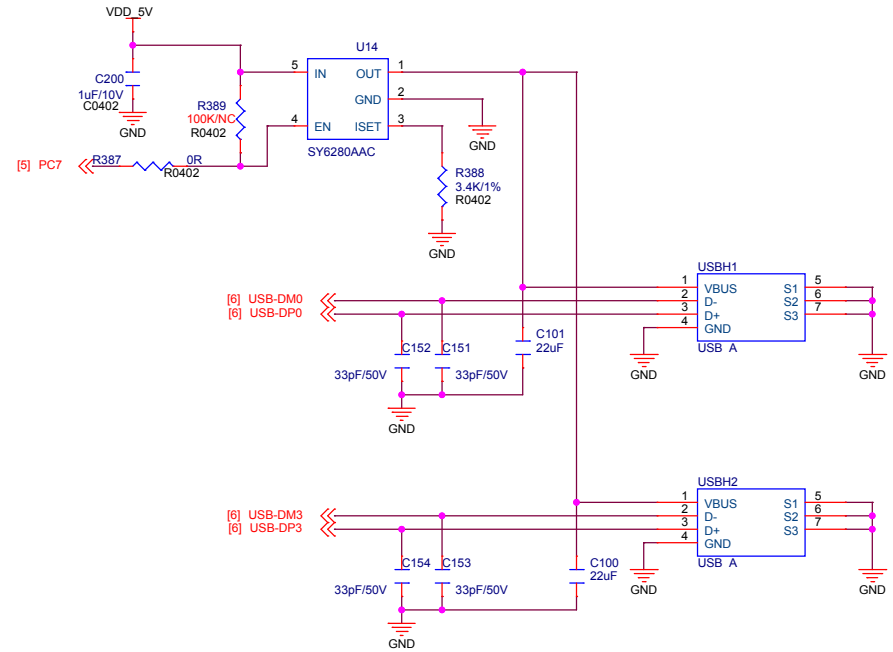 VDD_5V
U14
5 IN OUT 1
C200
1uF/10V
C0402
GND
R389
100K/NC
R0402
GND 2
4 EN ISET 3
GND
SY6280AAC
[5] PC7
R387 0R
R0402
R388
3.4K/1%
R0402
GND
USBH1
1 VBUS S1 5
2 D- S2 6
3 D+ S3 7
4 GND
USB_A
[6] USB-DM0
[6] USB-DP0
C101
22uF
C152 C151
33pF/50V 33pF/50V
GND GND
GND
USBH2
1 VBUS S1 5
2 D- S2 6
3 D+ S3 7
4 GND
USB_A
[6] USB-DM3
[6] USB-DP3
C154 C153 C100
22uF
33pF/50V 33pF/50V
GND GND
GND